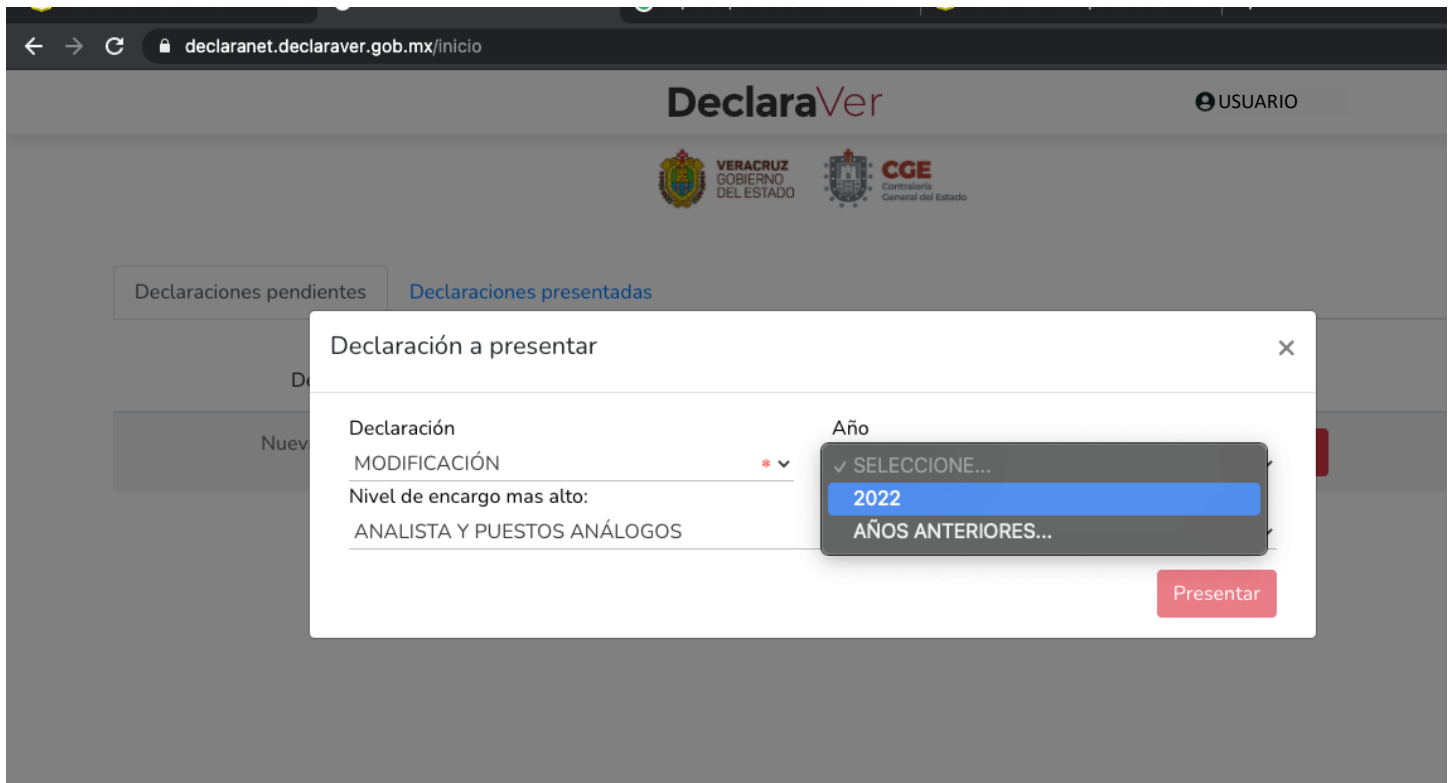 declaranet.declaraver.gob.mx/inicio
DeclaraVer
USUARIO
VERACRUZ
GOBIERNO
DEL ESTADO
CGE
Contraloría
General del Estado
Declaraciones pendientes
Declaraciones presentadas
Declaración a presentar
Declaración
Año
MODIFICACIÓN
*
✓ SELECCIONE...
Nivel de encargo mas alto:
2022
ANALISTA Y PUESTOS ANÁLOGOS
AÑOS ANTERIORES...
Presentar